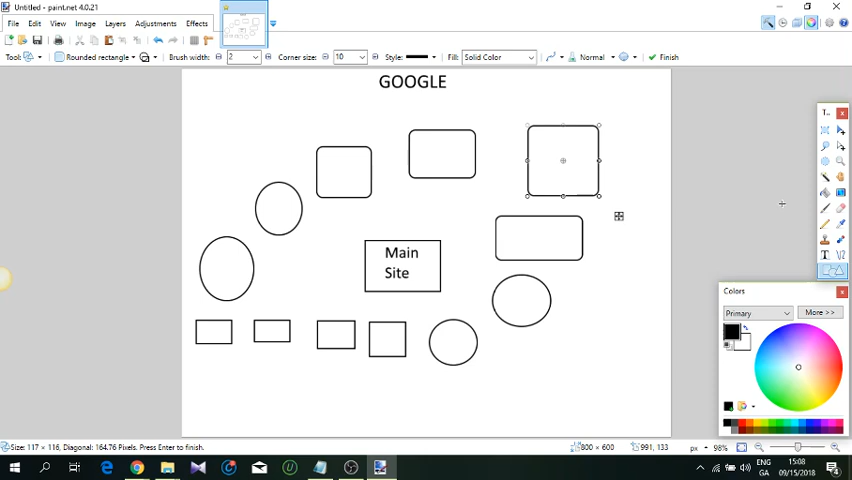 Untitled - paint.net 4.0.21
File Edit View Image Layers Adjustments Effects
Tool: Rounded rectangle Brush width: 2 Corner size: 10 Style: Fill: Solid Color Normal Finish
GOOGLE
Main
Site
T...
Colors
Primary More >>
Size: 117 × 116, Diagonal: 164.76 Pixels. Press Enter to finish. 800 × 600 991, 133 px 98%
ENG 15:08
GA 09/15/2018 4